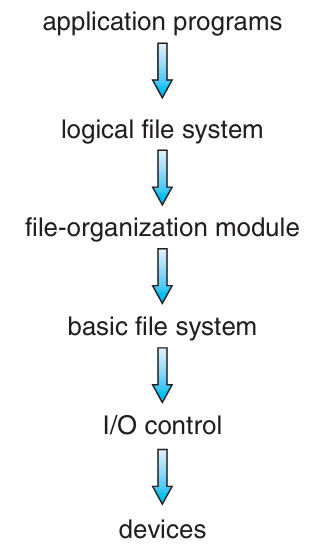 application programs
logical file system
file-organization module
basic file system
I/O control
devices